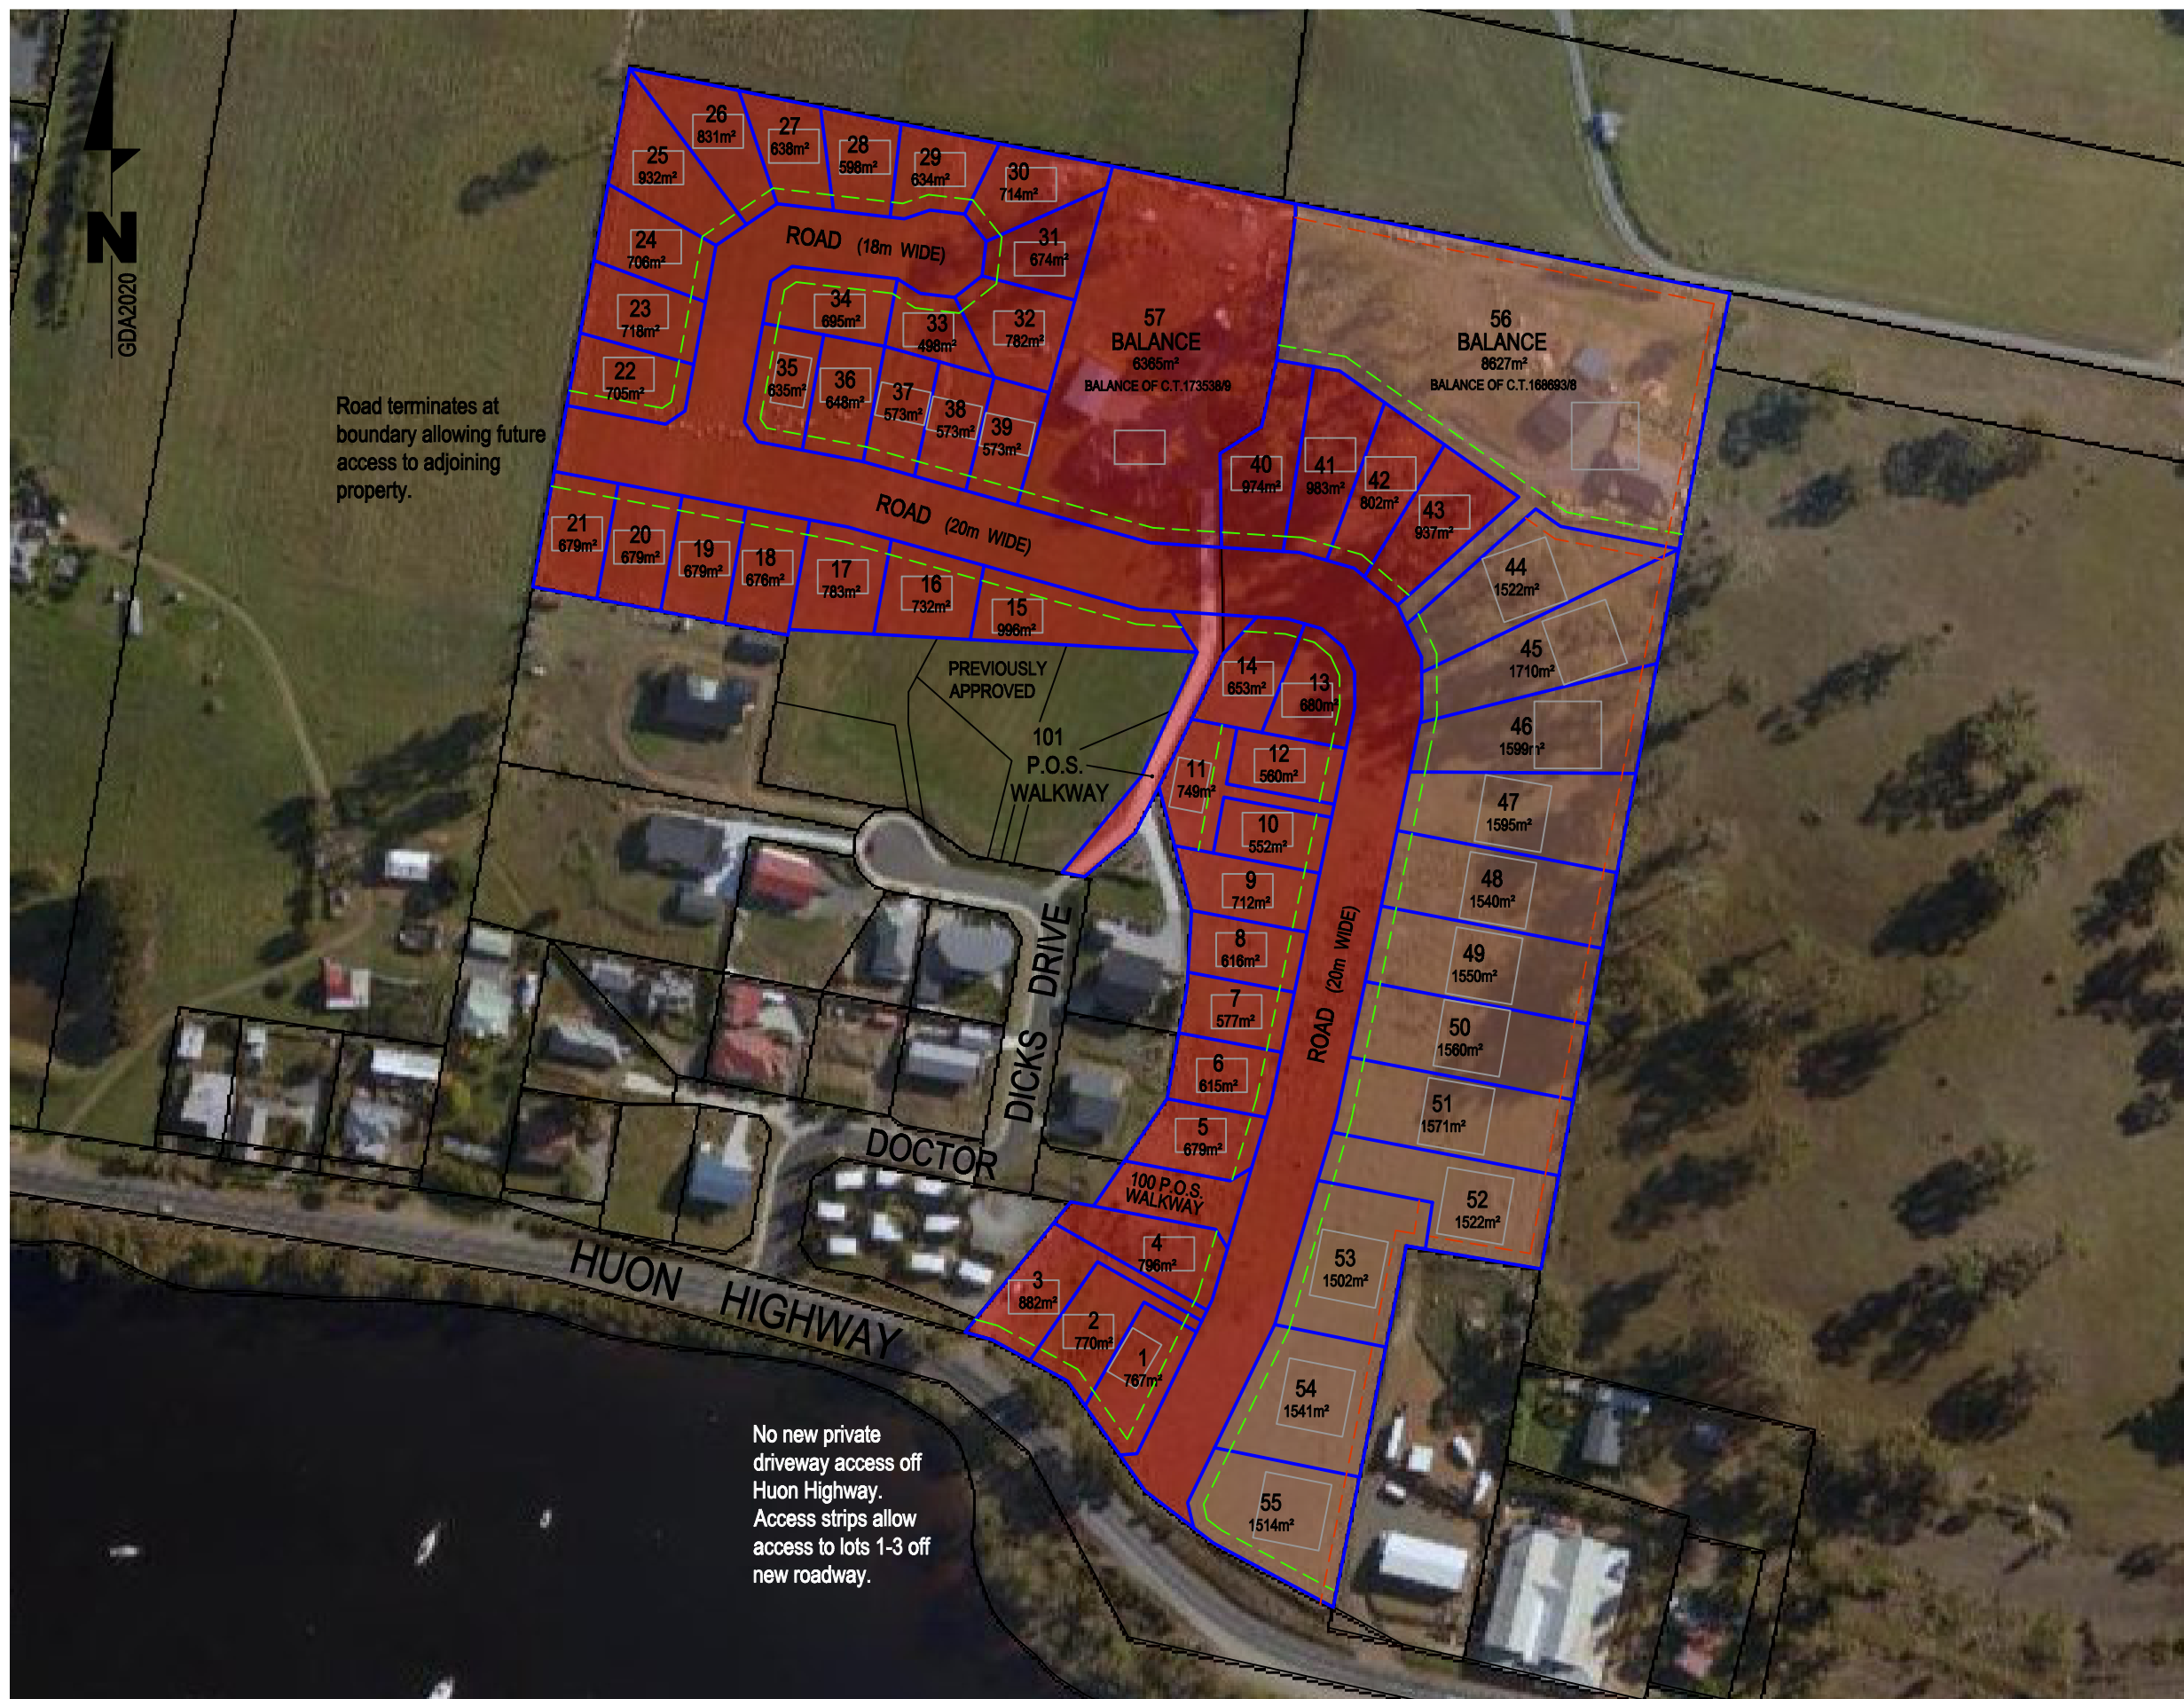 N
GDA2020
26
831m²
27
638m²
28
598m²
29
634m²
30
714m²
25
932m²
24
706m²
23
718m²
22
705m²
31
674m²
32
782m²
ROAD (18m WIDE)
34
695m²
33
498m²
35
635m²
36
648m²
37
573m²
38
573m²
39
573m²
57
BALANCE
6365m²
BALANCE OF C.T.173538/9
56
BALANCE
8627m²
BALANCE OF C.T.168693/8
Road terminates at
boundary allowing future
access to adjoining
property.
40
974m²
41
983m²
42
802m²
43
937m²
ROAD (20m WIDE)
21
679m²
20
679m²
19
679m²
18
676m²
17
783m²
16
732m²
15
996m²
44
1522m²
45
1710m²
46
1599m²
PREVIOUSLY
APPROVED
101
P.O.S.
WALKWAY
14
653m²
13
680m²
12
560m²
11
749m²
10
552m²
9
712m²
8
616m²
7
577m²
6
615m²
5
679m²
47
1595m²
48
1540m²
49
1550m²
50
1560m²
51
1571m²
52
1522m²
ROAD (20m WIDE)
DOCTOR DICKS DRIVE
100 P.O.S.
WALKWAY
4
796m²
3
882m²
2
770m²
1
767m²
53
1502m²
54
1541m²
55
1514m²
HUON HIGHWAY
No new private
driveway access off
Huon Highway.
Access strips allow
access to lots 1-3 off
new roadway.